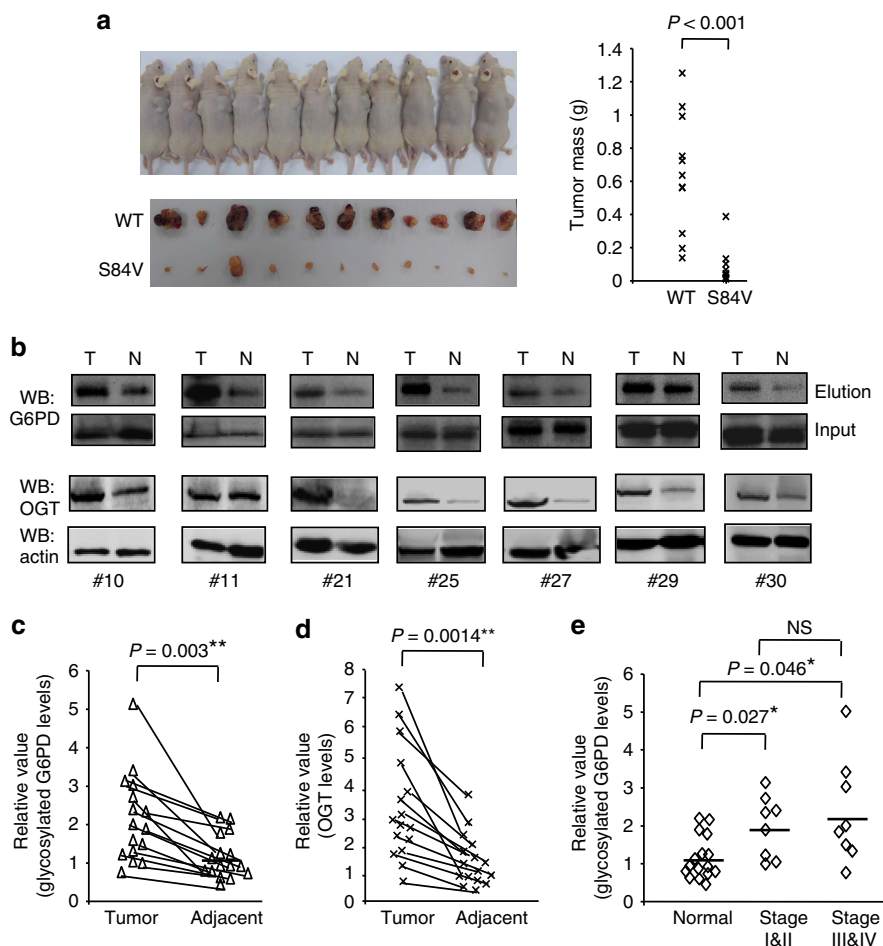 a
WT
S84V
P < 0.001
Tumor mass (g)
1.4
1.2
1
0.8
0.6
0.4
0.2
0
WT S84V
b
T N T N T N T N T N T N T N
WB:
G6PD
Elution
Input
WB:
OGT
WB:
actin
#10 #11 #21 #25 #27 #29 #30
c
P = 0.003**
Relative value
(glycosylated G6PD levels)
6
5
4
3
2
1
0
Tumor Adjacent
d
P = 0.0014**
Relative value
(OGT levels)
8
7
6
5
4
3
2
1
0
Tumor Adjacent
e
NS
P = 0.046*
P = 0.027*
Relative value
(glycosylated G6PD levels)
6
5
4
3
2
1
0
Normal Stage Stage
I&II III&IV